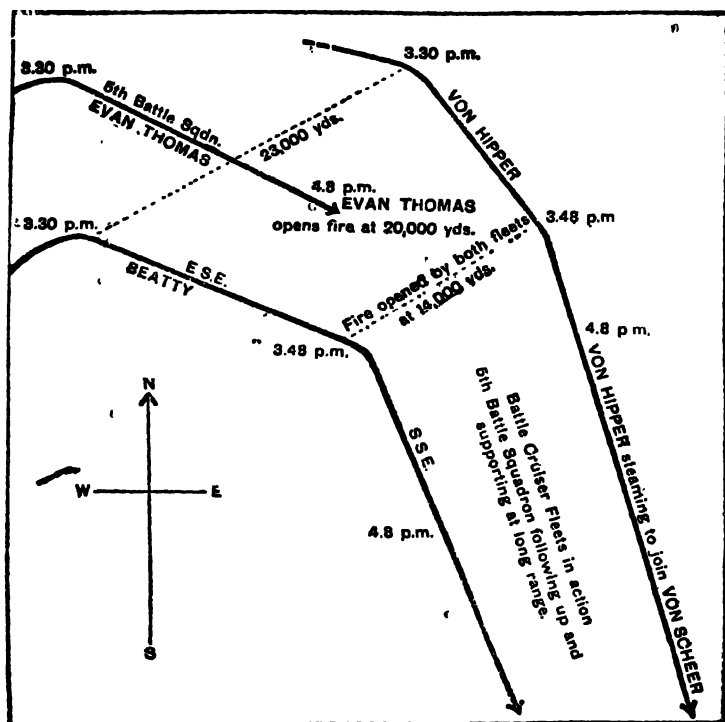 3.30 p.m.
3.30 p.m.
5th Battle Sqdn.
EVAN THOMAS
VON HIPPER
23,000 yds.
4.8 p.m.
EVAN THOMAS
opens fire at 20,000 yds.
3.30 p.m.
3.48 p.m
E.S.E.
BEATTY
Fire opened by both fleets
at 14,000 yds.
3.48 p.m.
4.8 p m.
VON HIPPER steaming to join VON SCHEER
Battle Cruiser Fleets in action
5th Battle Squadron following up and
supporting at long range.
S.S.E.
4.8 p.m.
N
W
E
S